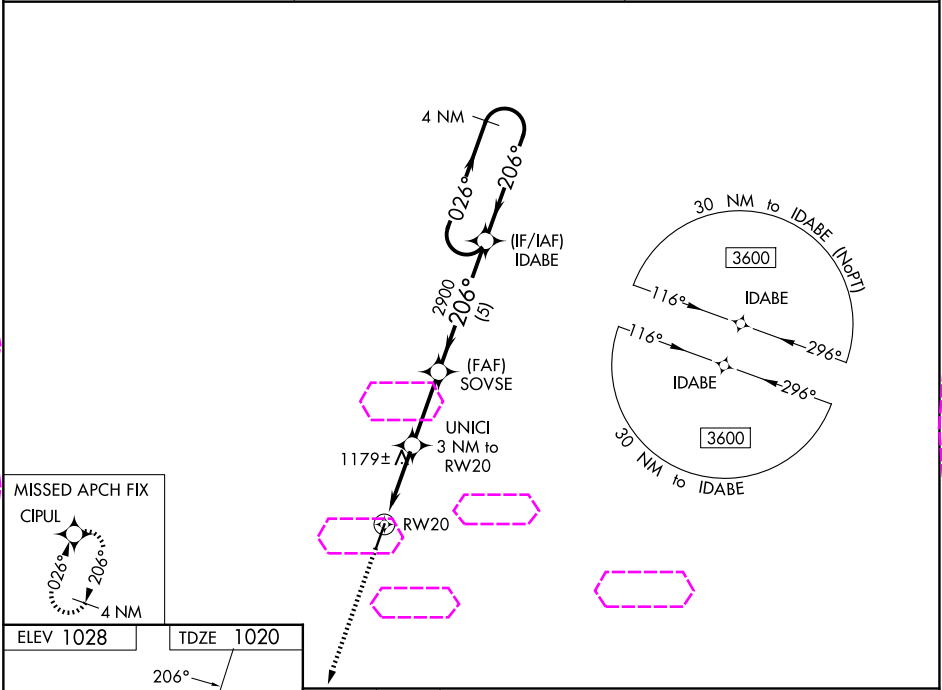 4 NM
026°
206°
(IF/IAF)
IDABE
2900
206°
(5)
(FAF)
SOVSE
UNICI
3 NM to
RW20
1179±
RW20
30 NM to IDABE (NoPT)
3600
116°
IDABE
296°
116°
IDABE
296°
3600
30 NM to IDABE
MISSED APCH FIX
CIPUL
026°
206°
4 NM
ELEV 1028
TDZE 1020
206°